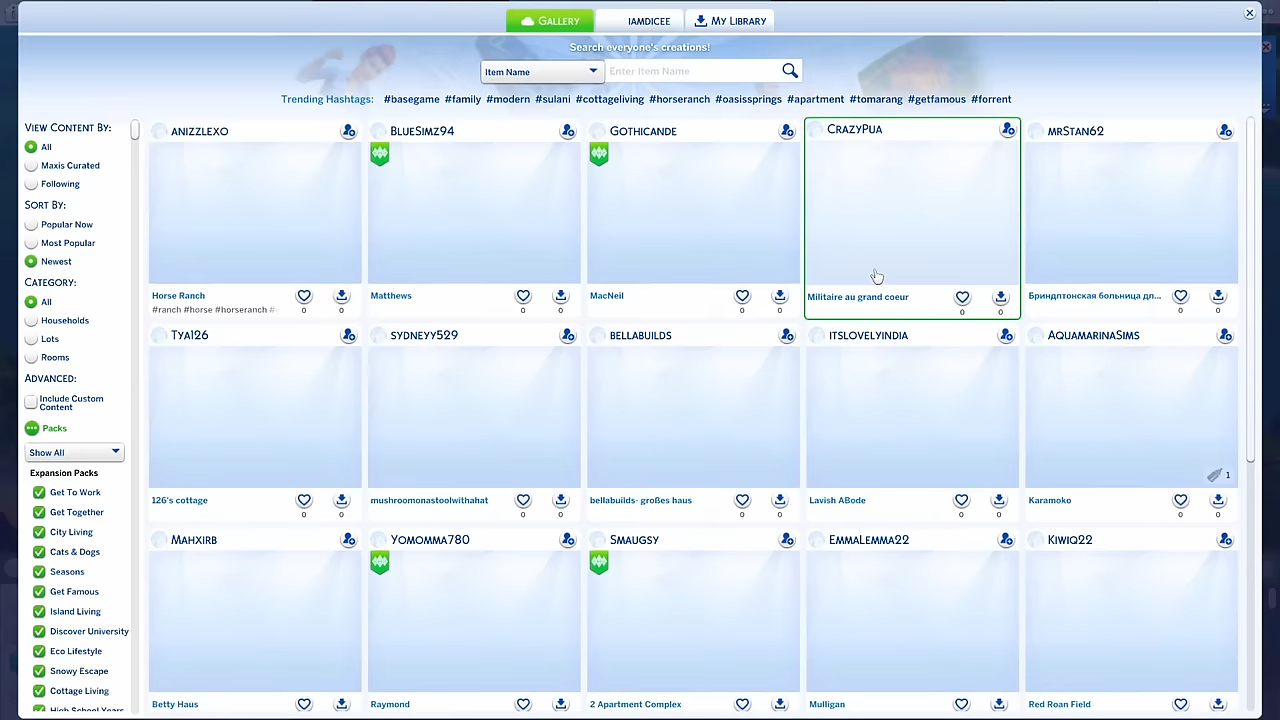 GALLERY
IAMDICEE
MY LIBRARY
Search everyone's creations!
Item Name
Enter Item Name
Trending Hashtags: #basegame #family #modern #sulani #cottageliving #horseranch #oasissprings #apartment #tomarang #getfamous #forrent
VIEW CONTENT BY:
All
Maxis Curated
Following
SORT BY:
Popular Now
Most Popular
Newest
CATEGORY:
All
Households
Lots
Rooms
ADVANCED:
Include Custom
Content
Packs
Show All
Expansion Packs
Get To Work
Get Together
City Living
Cats & Dogs
Seasons
Get Famous
Island Living
Discover University
Eco Lifestyle
Snowy Escape
Cottage Living
High School Years
ANIZZLEXO
Horse Ranch
#ranch #horse #horseranch #
0 0
BLUESIMZ94
Matthews
0 0
GOTHICANDE
MacNeil
0 0
CRAZYPUA
Militaire au grand coeur
0 0
MRSTAN62
Бриндптонская больница дл...
0 0
TYA126
126's cottage
0 0
SYDNEYY529
mushroomonastoolwithahat
0 0
BELLABUILDS
bellabuilds- großes haus
0 0
ITSLOVELYINDIA
Lavish ABode
0 0
AQUAMARINASIMS
1
Karamoko
0 0
MAHXIRB
Betty Haus
YOMOMMA780
Raymond
SMAUGSY
2 Apartment Complex
EMMALEMMA22
Mulligan
KIWIQ22
Red Roan Field